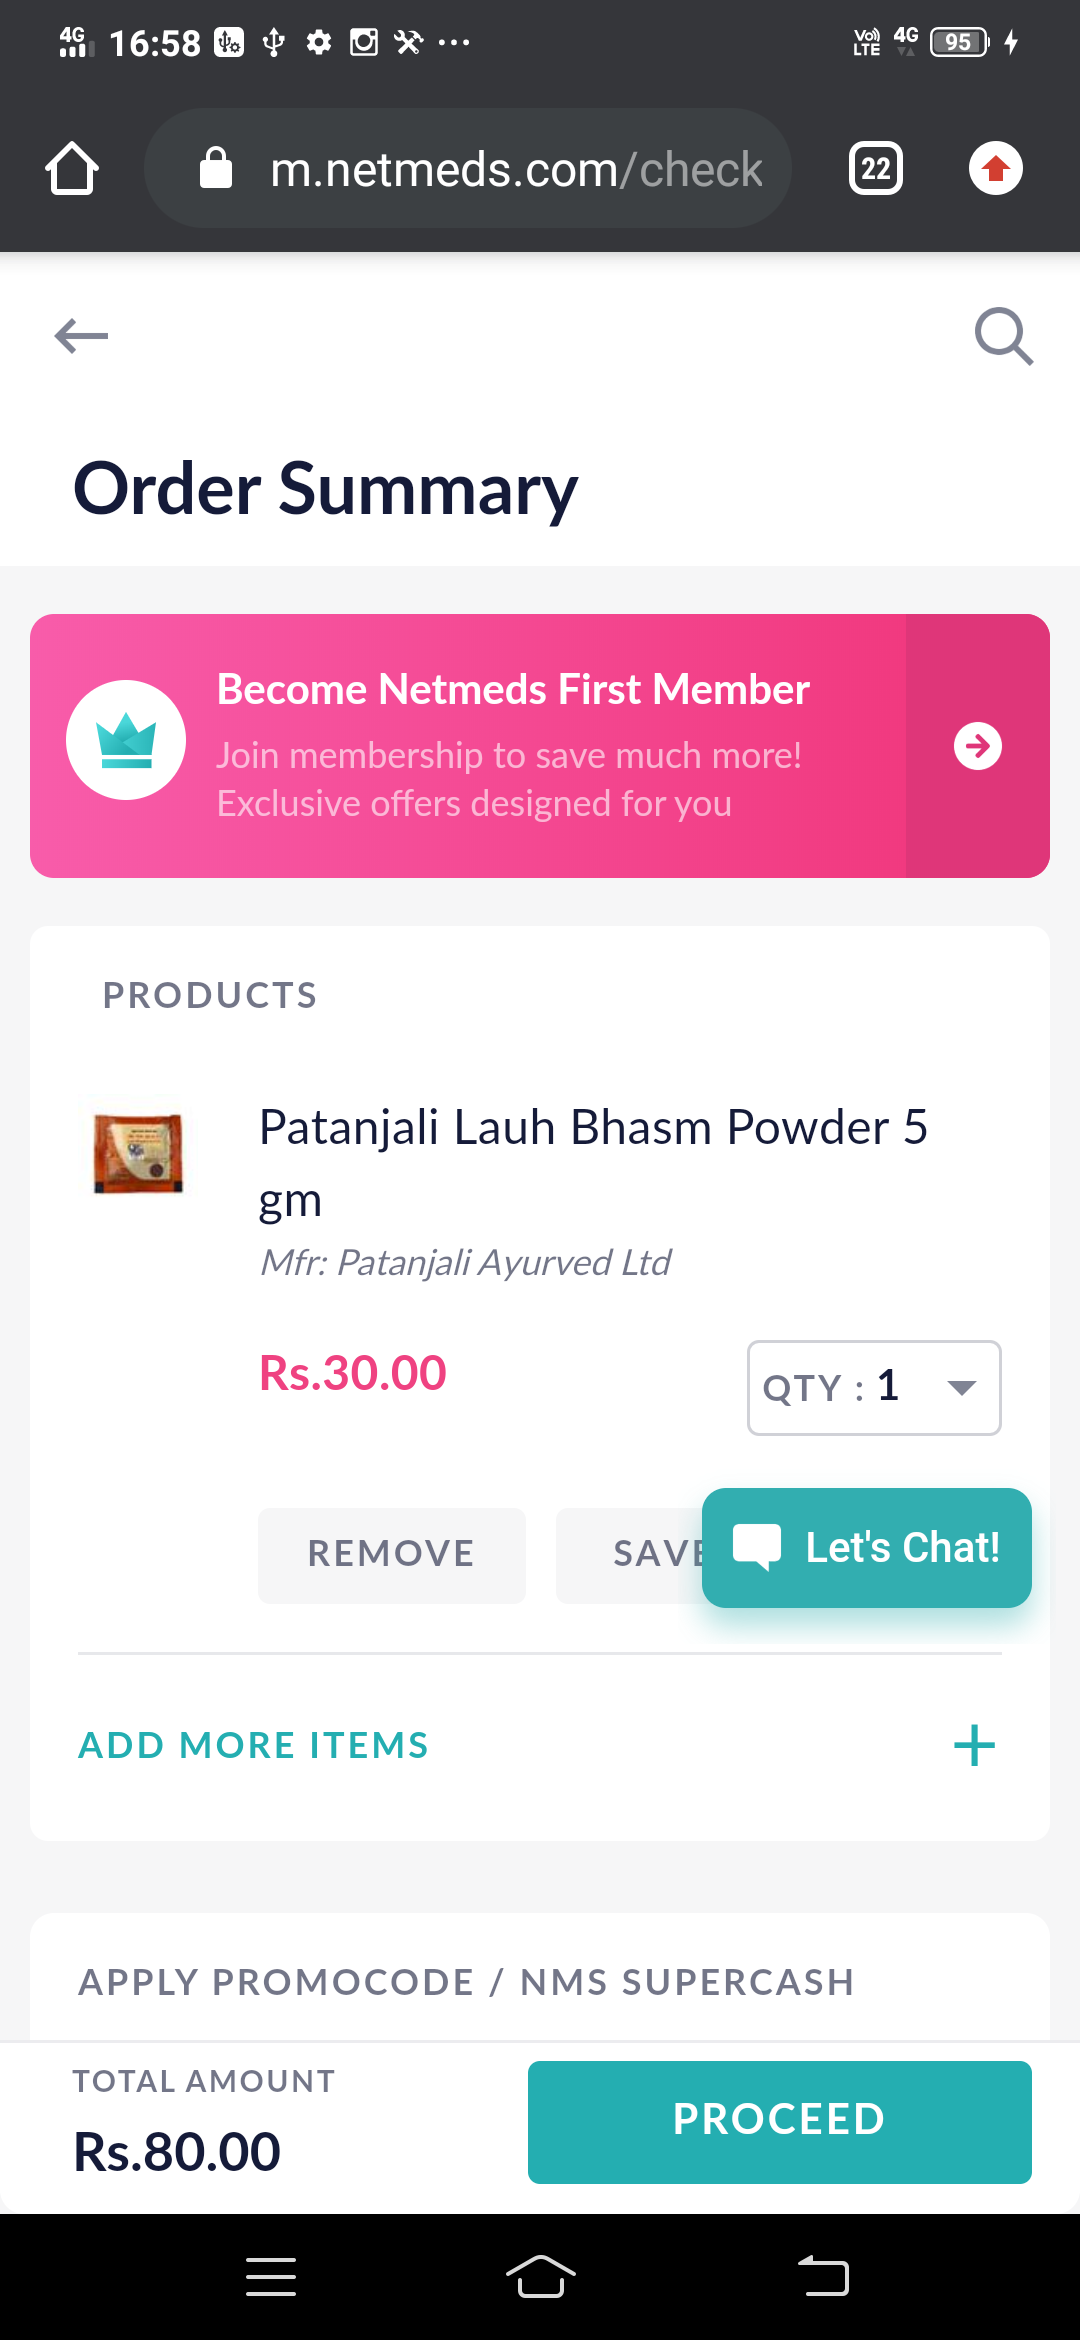 4G 16:58 ... Vo)) LTE 4G 95
m.netmeds.com/check 22
Order Summary
Become Netmeds First Member
Join membership to save much more!
Exclusive offers designed for you
PRODUCTS
Patanjali Lauh Bhasm Powder 5
gm
Mfr: Patanjali Ayurved Ltd
Rs.30.00
QTY : 1
REMOVE
SAVE
Let's Chat!
ADD MORE ITEMS +
APPLY PROMOCODE / NMS SUPERCASH
TOTAL AMOUNT
Rs.80.00
PROCEED